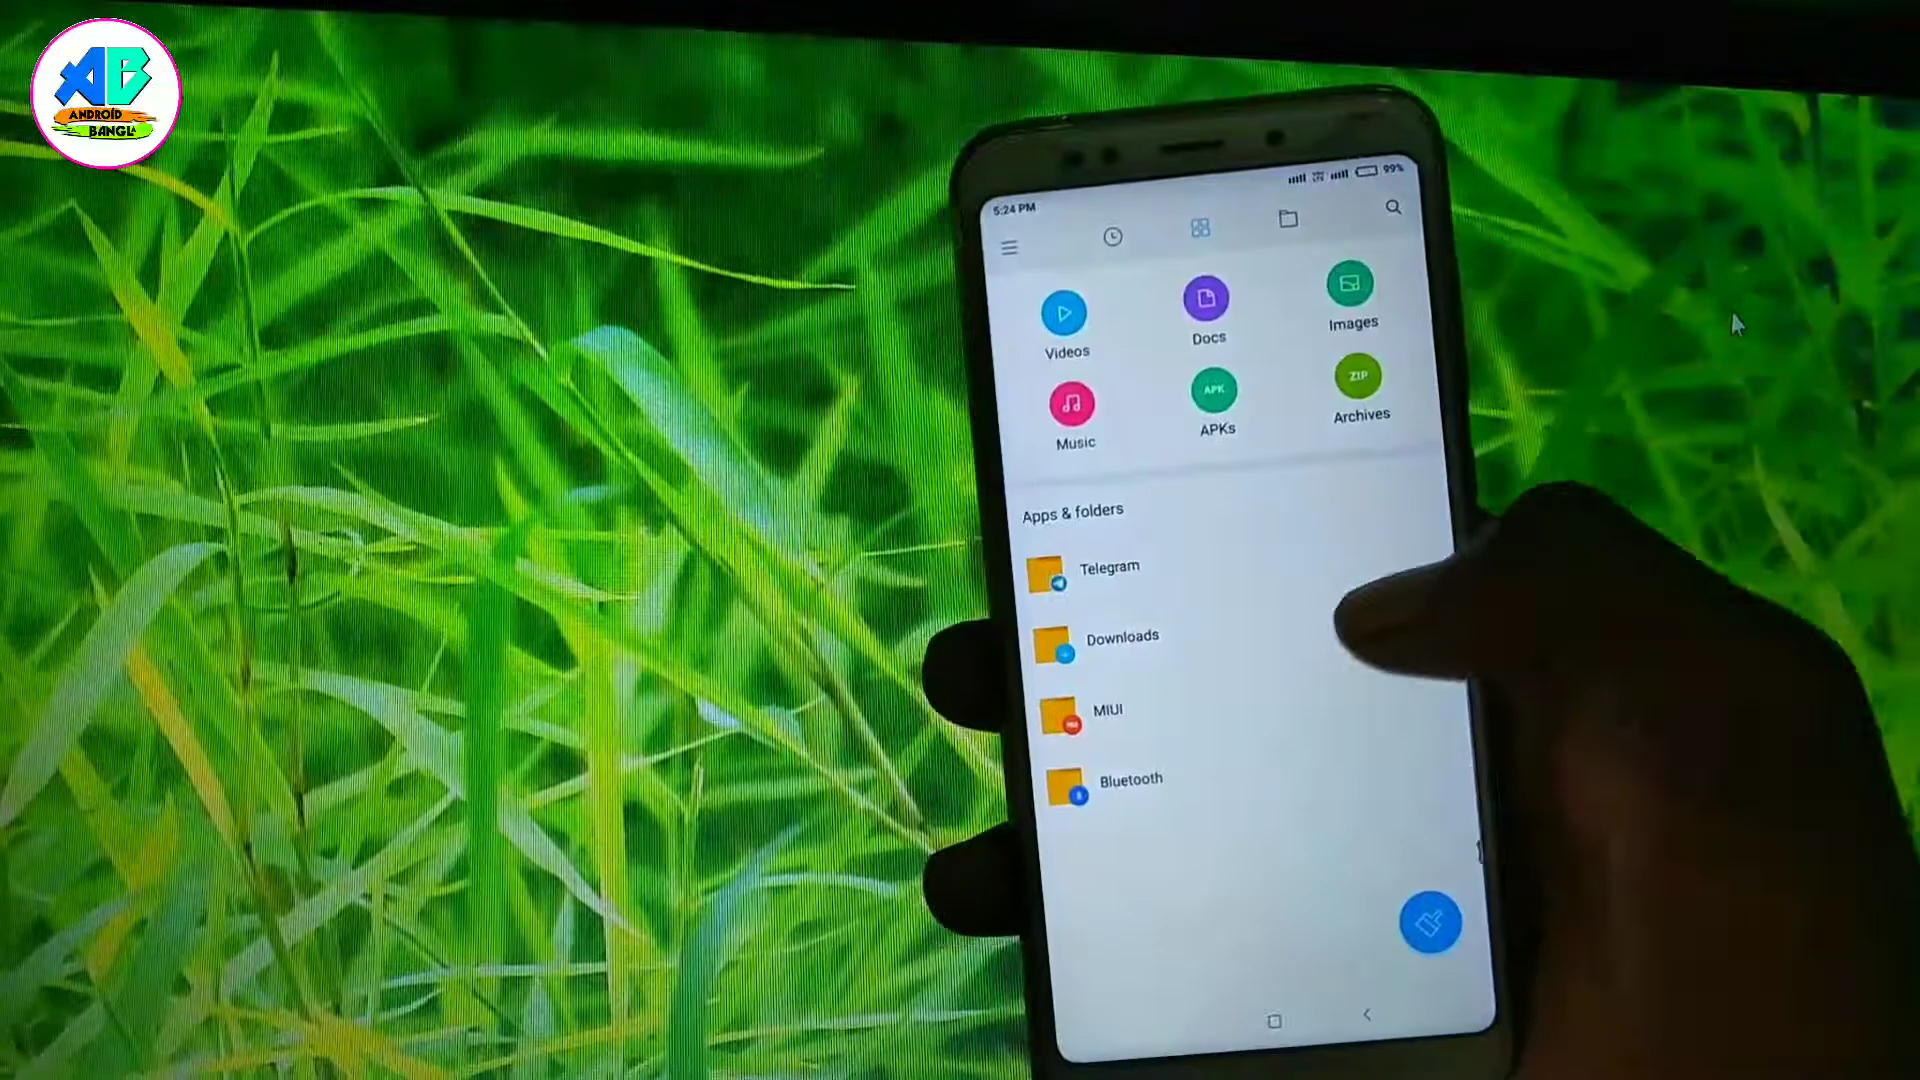 AB
ANDROID
BANGLA
5:24 PM
99%
Videos
Docs
Images
APK
ZIP
Music
APKs
Archives
Apps & folders
Telegram
Downloads
MIUI
Bluetooth